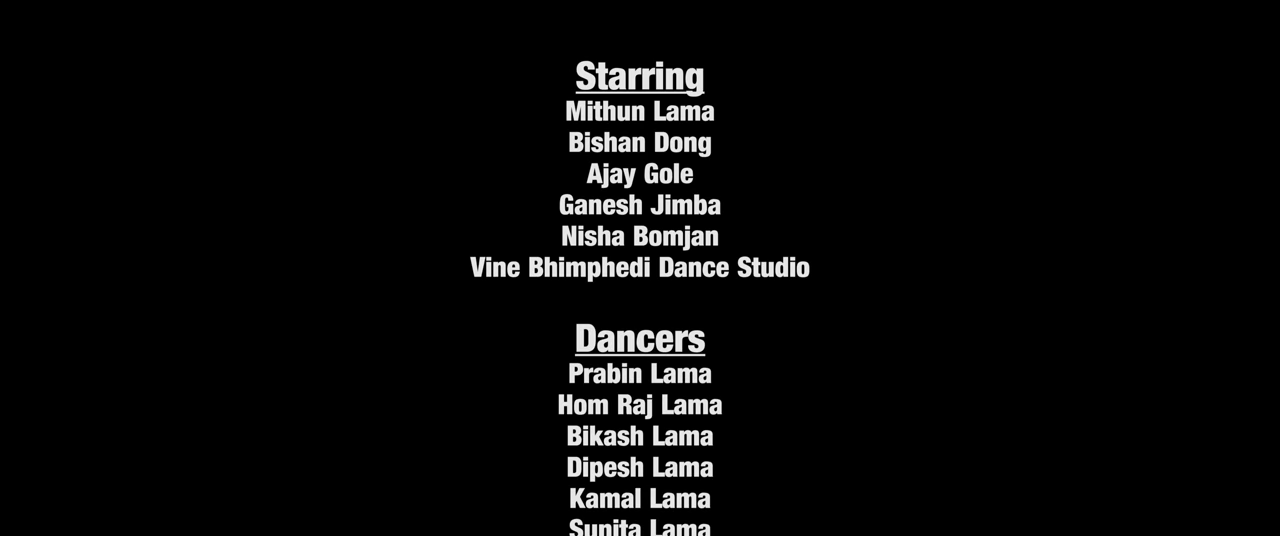 Starring
Mithun Lama
Bishan Dong
Ajay Gole
Ganesh Jimba
Nisha Bomjan
Vine Bhimphedi Dance Studio
Dancers
Prabin Lama
Hom Raj Lama
Bikash Lama
Dipesh Lama
Kamal Lama
Sunita Lama